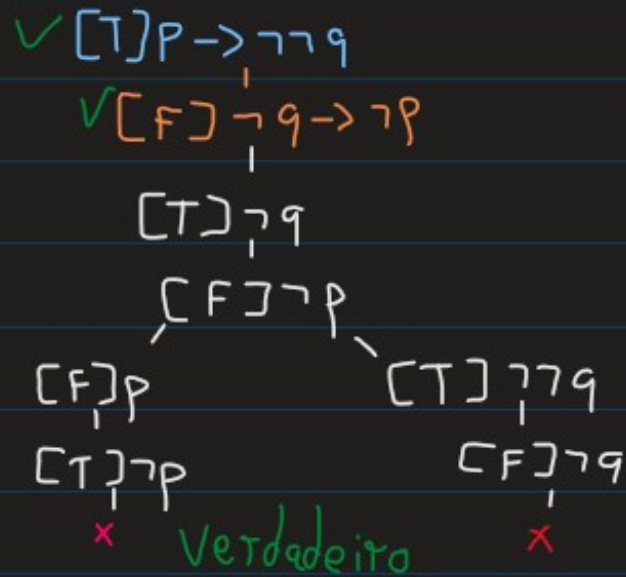 ✓ [T] p -> ¬¬q
✓ [F] ¬q -> ¬p
[T] ¬q
[F] ¬p
[F] p [T] ¬¬q
[T] ¬p [F] ¬q
× Verdadeiro ×